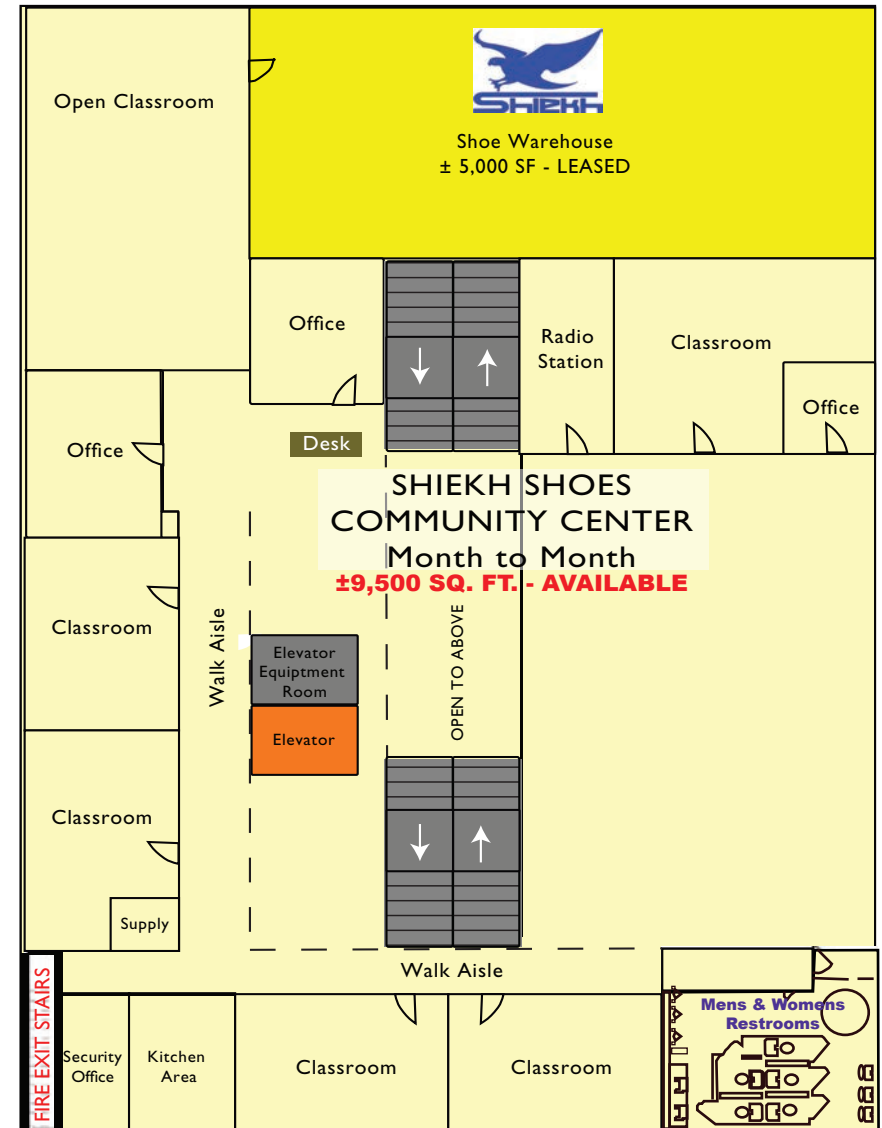 SHIEKH
Shoe Warehouse
± 5,000 SF - LEASED
Open Classroom
Office
Radio
Station
Classroom
Office
Office
Desk
SHIEKH SHOES
COMMUNITY CENTER
Month to Month
±9,500 SQ. FT. - AVAILABLE
Classroom
Walk Aisle
Elevator
Equiptment
Room
OPEN TO ABOVE
Elevator
Classroom
Supply
Walk Aisle
FIRE EXIT STAIRS
Security
Office
Kitchen
Area
Classroom
Classroom
Mens & Womens
Restrooms